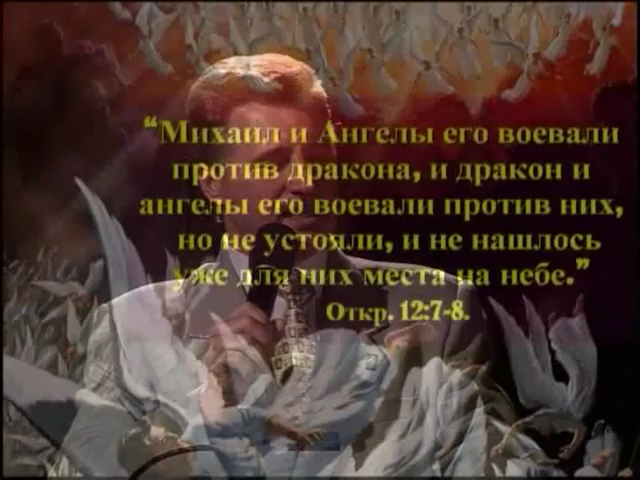 “Михаил и Ангелы его воевали
против дракона, и дракон и
ангелы его воевали против них,
но не устояли, и не нашлось
уже для них места на небе.”
Откр. 12:7-8.